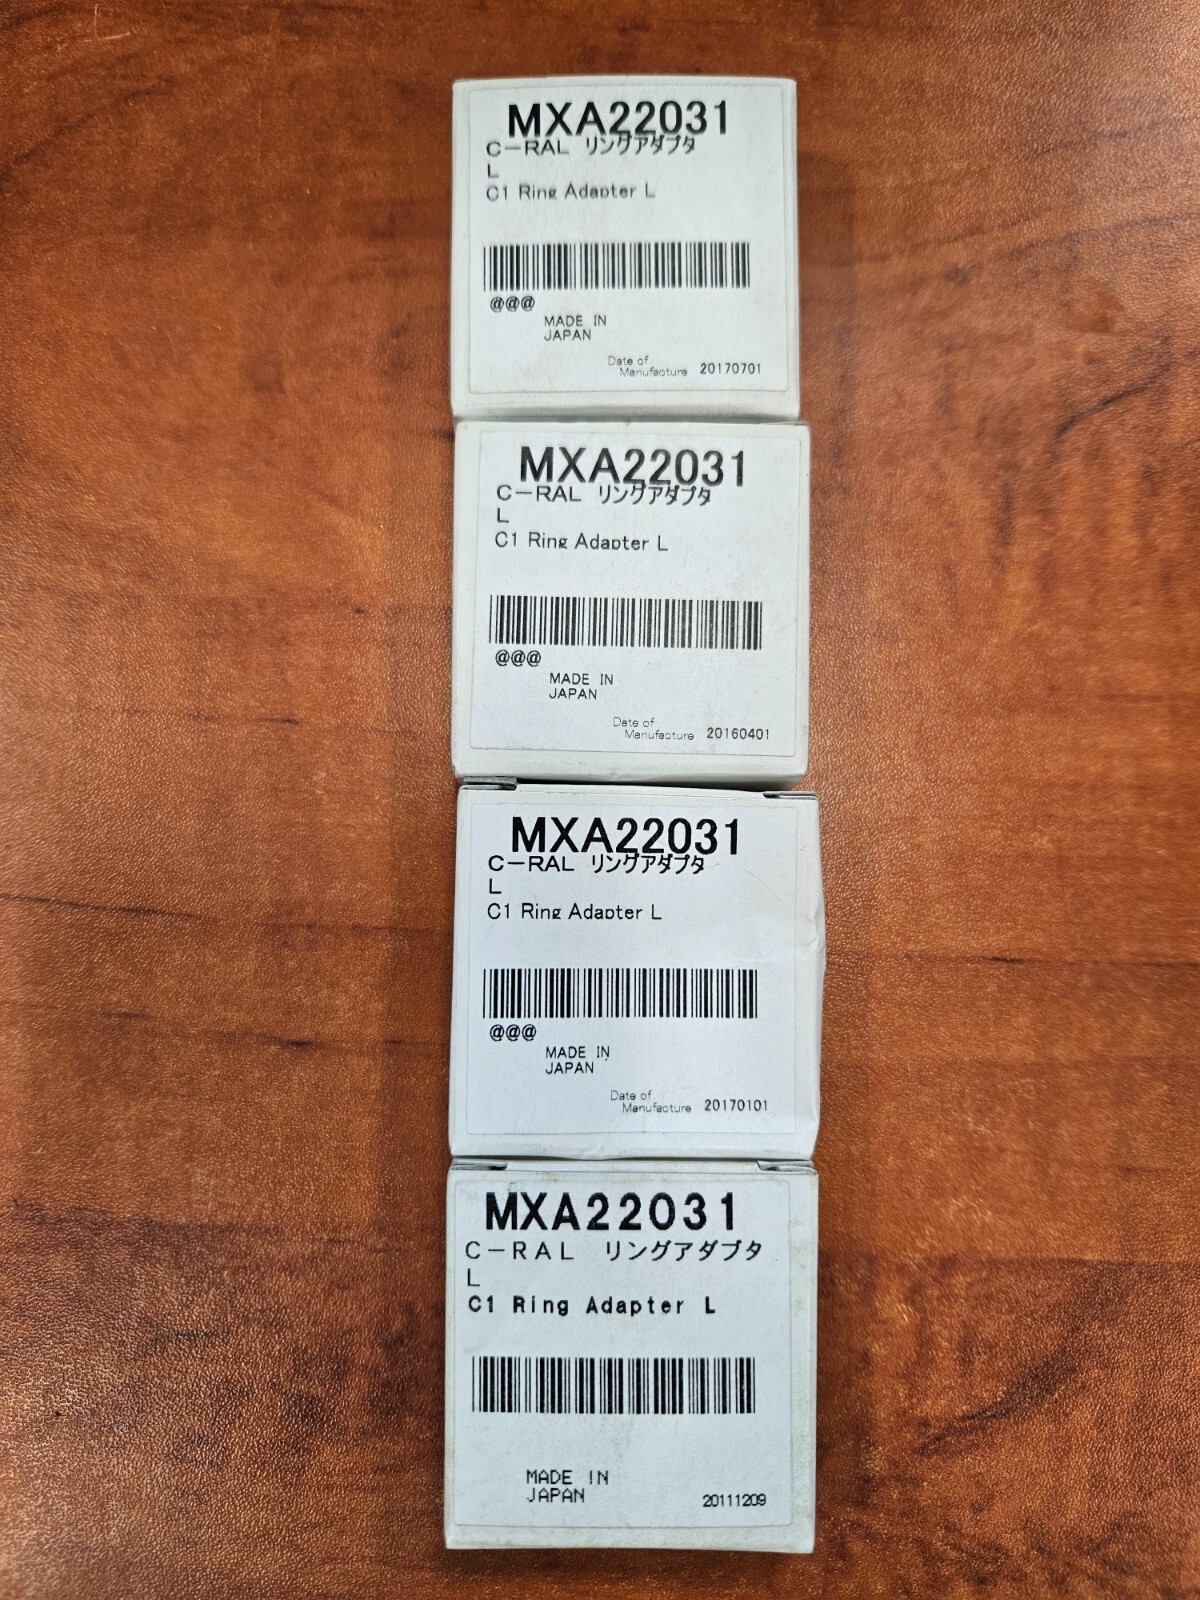 MXA22031
C-RAL リングアダプタ
L
C1 Ring Adapter L
@@@
MADE IN
JAPAN
Date of
Manufacture 20170701
MXA22031
C-RAL リングアダプタ
L
C1 Ring Adapter L
@@@
MADE IN
JAPAN
Date of
Manufacture 20160401
MXA22031
C-RAL リングアダプタ
L
C1 Ring Adapter L
@@@
MADE IN
JAPAN
Date of
Manufacture 20170101
MXA22031
C-RAL リングアダプタ
L
C1 Ring Adapter L
MADE IN
JAPAN
20111209